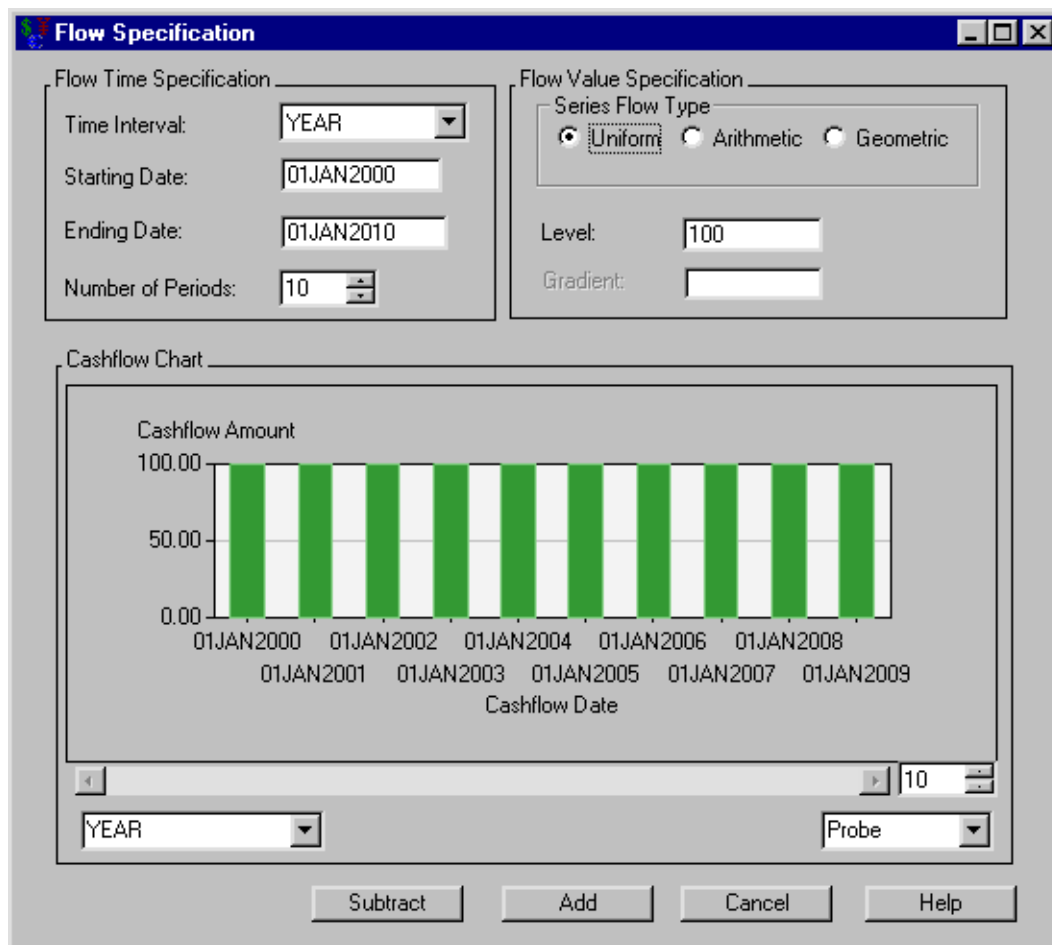 Flow Specification
Flow Time Specification
Time Interval: YEAR
Starting Date: 01JAN2000
Ending Date: 01JAN2010
Number of Periods: 10
Flow Value Specification
Series Flow Type
Uniform Arithmetic Geometric
Level: 100
Gradient:
Cashflow Chart
Cashflow Amount
100.00
50.00
0.00
01JAN2000 01JAN2002 01JAN2004 01JAN2006 01JAN2008
01JAN2001 01JAN2003 01JAN2005 01JAN2007 01JAN2009
Cashflow Date
10
YEAR Probe
Subtract Add Cancel Help